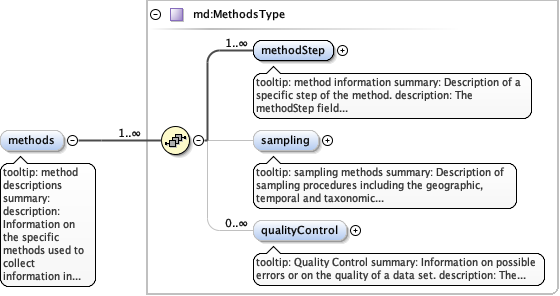 md:MethodsType
1..∞
methodStep
tooltip: method information summary: Description of a
specific step of the method. description: The
methodStep field...
methods
1..∞
tooltip: method
descriptions
summary:
description:
Information on
the specific
methods used to
collect
information in...
sampling
tooltip: sampling methods summary: Description of
sampling procedures including the geographic,
temporal and taxonomic...
0..∞
qualityControl
tooltip: Quality Control summary: Information on possible
errors or on the quality of a data set. description: The...